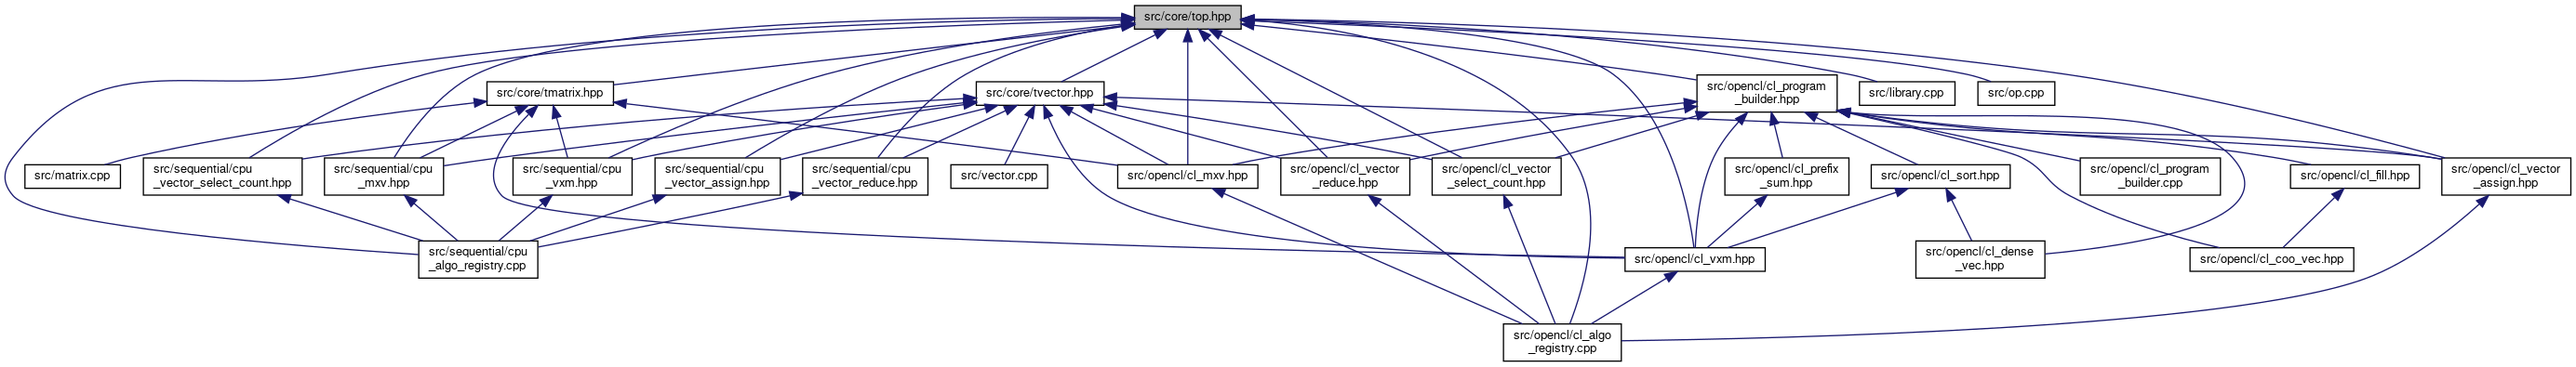 src/core/top.hpp
src/core/tmatrix.hpp
src/core/tvector.hpp
src/opencl/cl_program
_builder.hpp
src/library.cpp
src/op.cpp
src/matrix.cpp
src/sequential/cpu
_vector_select_count.hpp
src/sequential/cpu
_mxv.hpp
src/sequential/cpu
_vxm.hpp
src/sequential/cpu
_vector_assign.hpp
src/sequential/cpu
_vector_reduce.hpp
src/vector.cpp
src/opencl/cl_mxv.hpp
src/opencl/cl_vector
_reduce.hpp
src/opencl/cl_vector
_select_count.hpp
src/opencl/cl_prefix
_sum.hpp
src/opencl/cl_sort.hpp
src/opencl/cl_program
_builder.cpp
src/opencl/cl_fill.hpp
src/opencl/cl_vector
_assign.hpp
src/sequential/cpu
_algo_registry.cpp
src/opencl/cl_vxm.hpp
src/opencl/cl_dense
_vec.hpp
src/opencl/cl_coo_vec.hpp
src/opencl/cl_algo
_registry.cpp